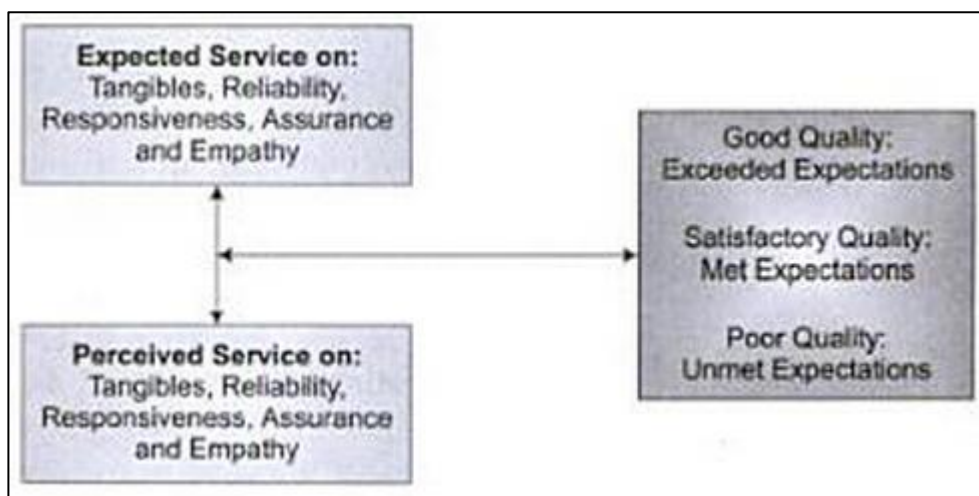 Expected Service on:
Tangibles, Reliability,
Responsiveness, Assurance
and Empathy
Good Quality:
Exceeded Expectations
Satisfactory Quality:
Met Expectations
Poor Quality:
Unmet Expectations
Perceived Service on:
Tangibles, Reliability,
Responsiveness, Assurance
and Empathy